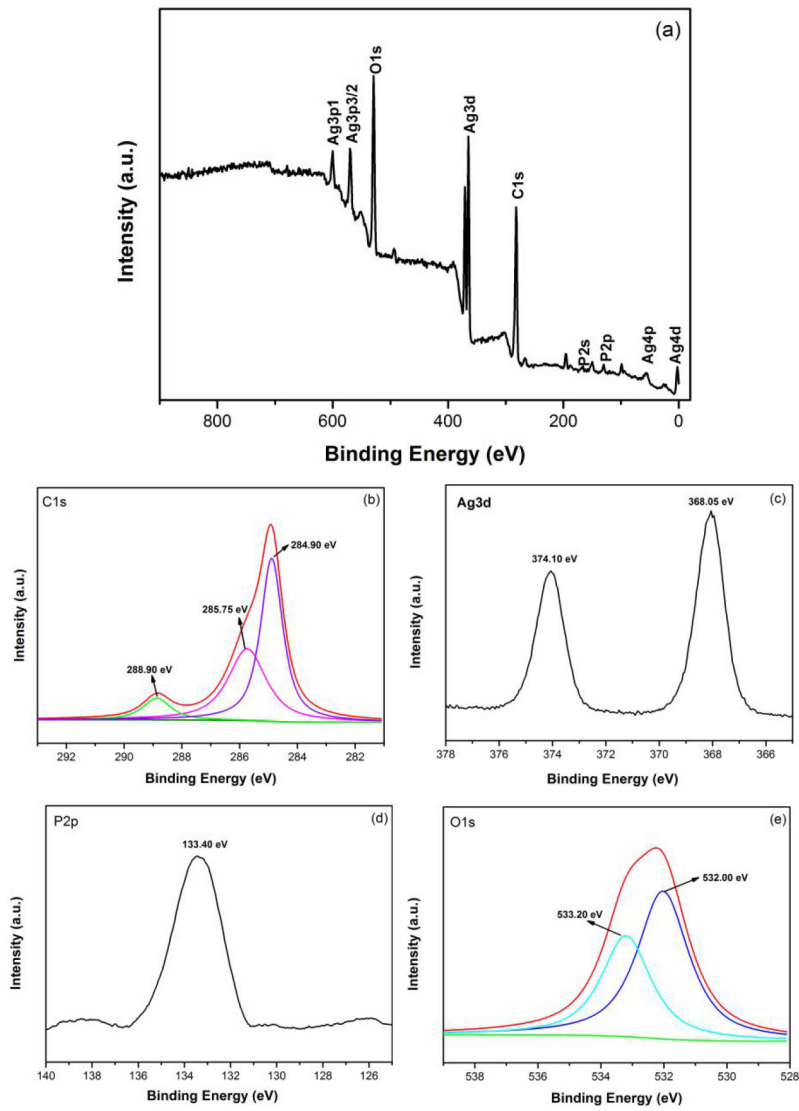 (a)
O1s
Ag3p1
Ag3p3/2
Ag3d
C1s
P2s
P2p
Ag4p
Ag4d
Intensity (a.u.)
800 600 400 200 0
Binding Energy (eV)
C1s (b)
284.90 eV
285.75 eV
288.90 eV
Intensity (a.u.)
292 290 288 286 284 282
Binding Energy (eV)
Ag3d (c)
368.05 eV
374.10 eV
Intensity (a.u.)
378 376 374 372 370 368 366
Binding Energy (eV)
P2p (d)
133.40 eV
Intensity (a.u.)
140 138 136 134 132 130 128 126
Binding Energy (eV)
O1s (e)
532.00 eV
533.20 eV
Intensity (a.u.)
538 536 534 532 530 528
Binding Energy (eV)